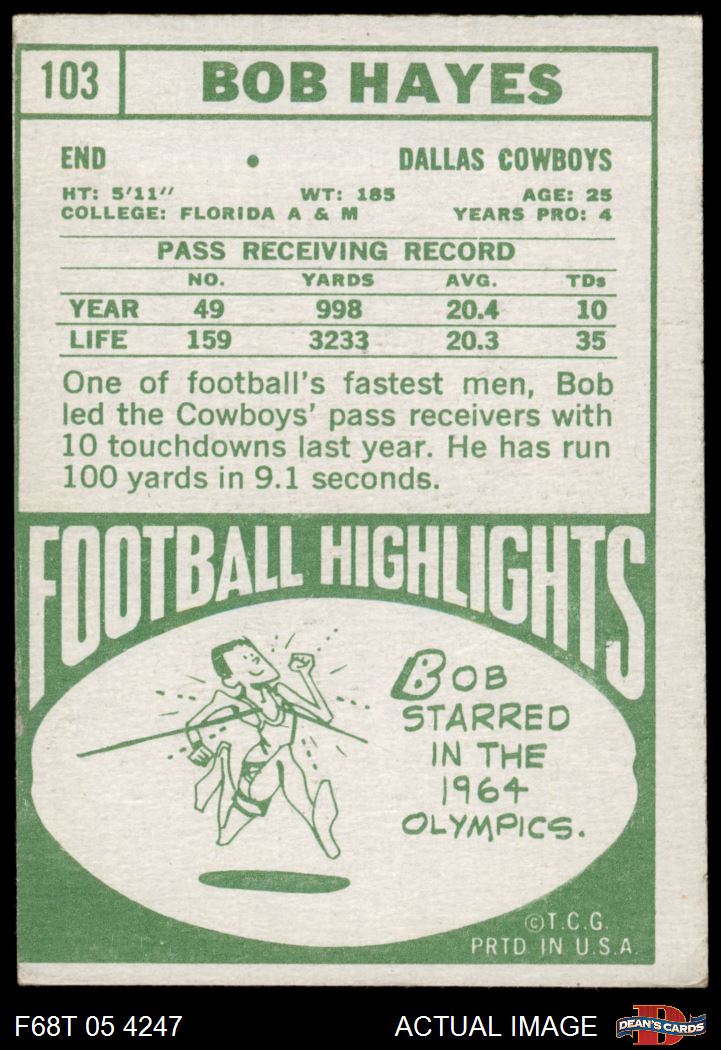 103 BOB HAYES
END • DALLAS COWBOYS
HT: 5'11" WT: 185 AGE: 25
COLLEGE: FLORIDA A & M YEARS PRO: 4
PASS RECEIVING RECORD
NO. YARDS AVG. TDs
YEAR 49 998 20.4 10
LIFE 159 3233 20.3 35
One of football's fastest men, Bob
led the Cowboys' pass receivers with
10 touchdowns last year. He has run
100 yards in 9.1 seconds.
FOOTBALL HIGHLIGHTS
BOB
STARRED
IN THE
1964
OLYMPICS.
©T.C.G.
PRTD. IN U.S.A.
F68T 05 4247 ACTUAL IMAGE
D
DEAN'S CARDS